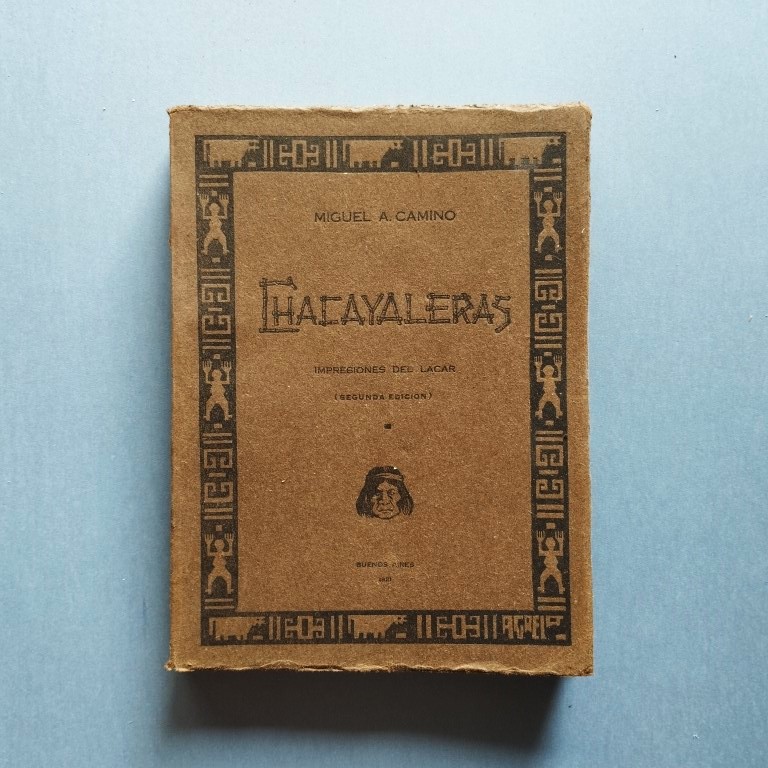 MIGUEL A. CAMINO
CHACAYALERAS
IMPRESIONES DEL LACAR
(SEGUNDA EDICION)
BUENOS AIRES